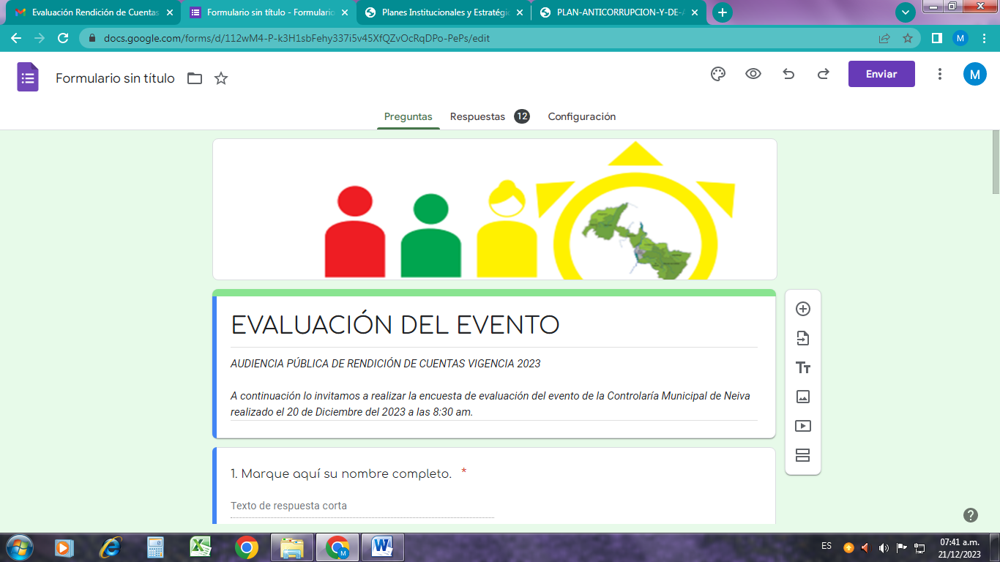 Evaluación Rendición de Cuentas
Formulario sin título - Formulario
Planes Institucionales y Estratégic
PLAN-ANTICORRUPCION-Y-DE-A
docs.google.com/forms/d/112wM4-P-k3H1sbFehy337i5v45XfQZvOcRqDPo-PePs/edit
M
Formulario sin título
Enviar
M
Preguntas
Respuestas
12
Configuración
EVALUACIÓN DEL EVENTO
AUDIENCIA PÚBLICA DE RENDICIÓN DE CUENTAS VIGENCIA 2023
A continuación lo invitamos a realizar la encuesta de evaluación del evento de la Controlaría Municipal de Neiva
realizado el 20 de Diciembre del 2023 a las 8:30 am.
1. Marque aquí su nombre completo. *
Texto de respuesta corta
ES
07:41 a.m.
21/12/2023